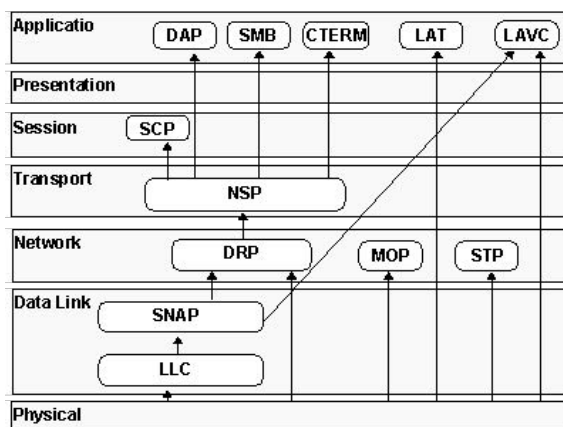 Applicatio
DAP SMB CTERM LAT LAVC
Presentation
Session
SCP
Transport
NSP
Network
DRP MOP STP
Data Link
SNAP
LLC
Physical